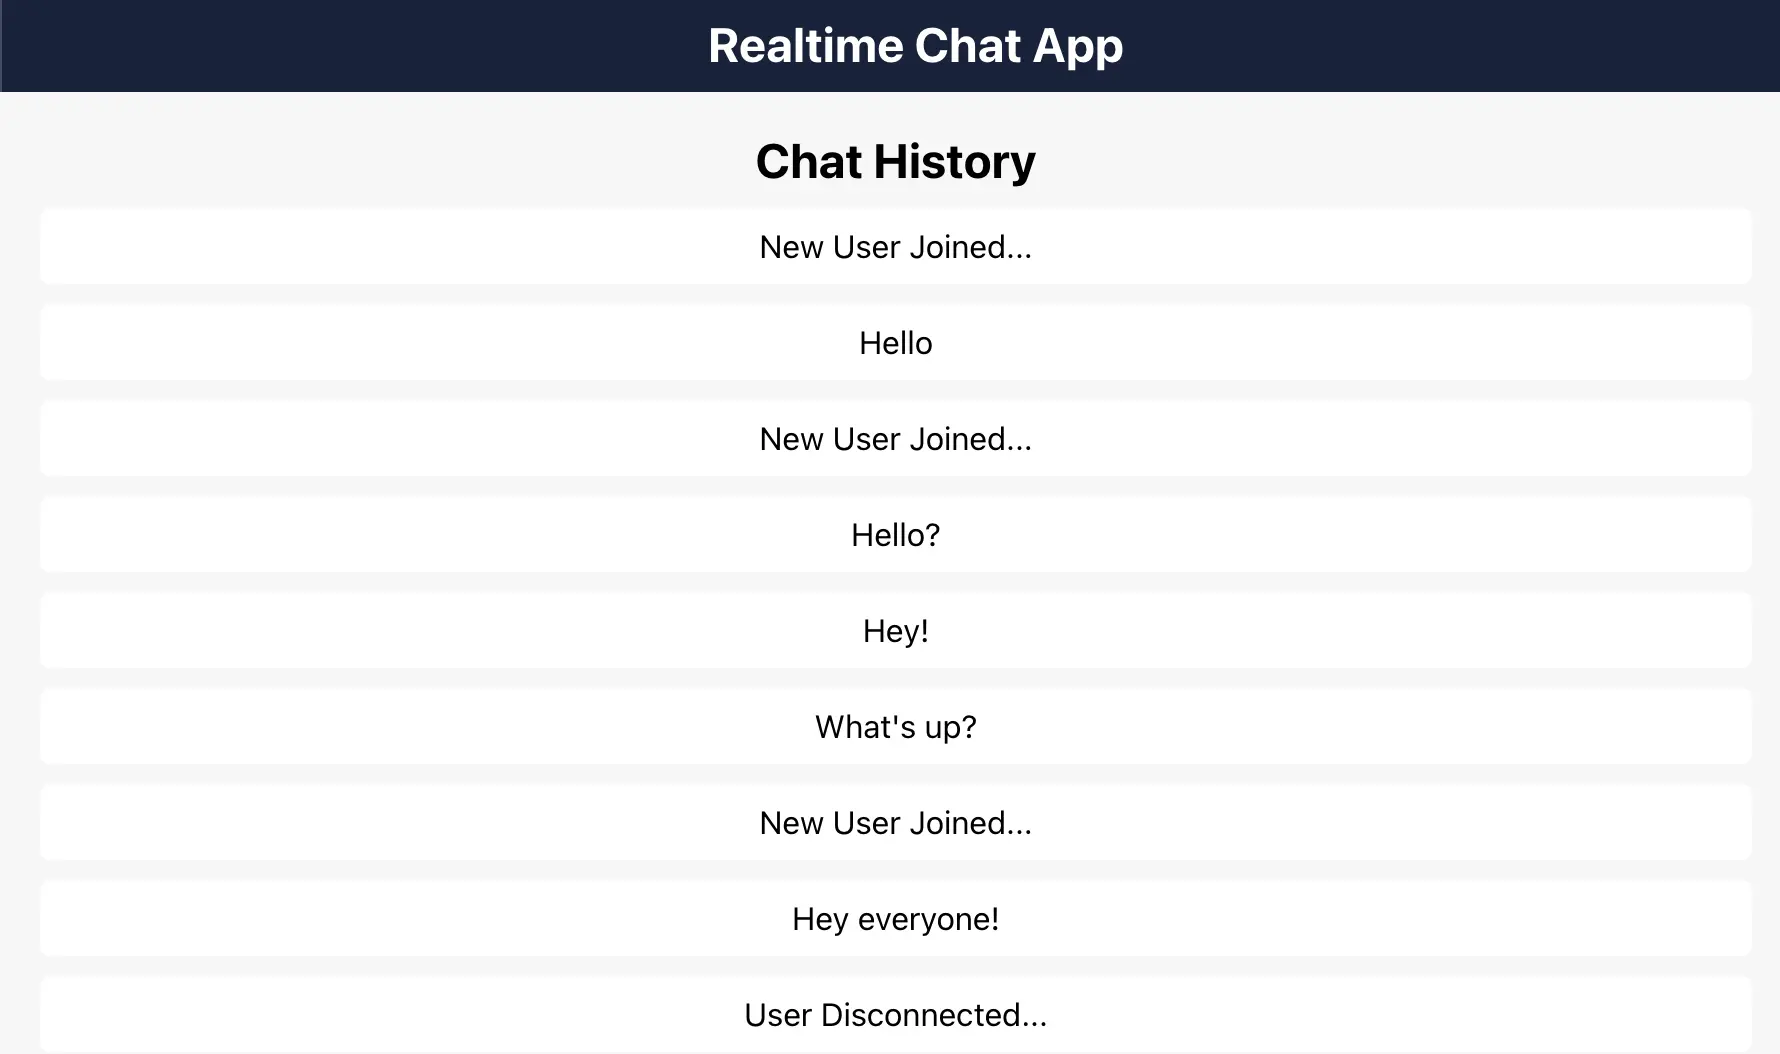 Realtime Chat App
Chat History
New User Joined...
Hello
New User Joined...
Hello?
Hey!
What's up?
New User Joined...
Hey everyone!
User Disconnected...